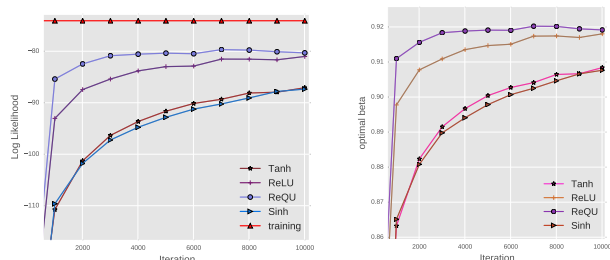 Log Likelihood
−80
−90
−100
−110
2000
4000
6000
8000
10000
Iteration
Tanh
ReLU
ReQU
Sinh
training
optimal beta
0.92
0.91
0.90
0.89
0.88
0.87
0.86
2000
4000
6000
8000
10000
Iteration
Tanh
ReLU
ReQU
Sinh